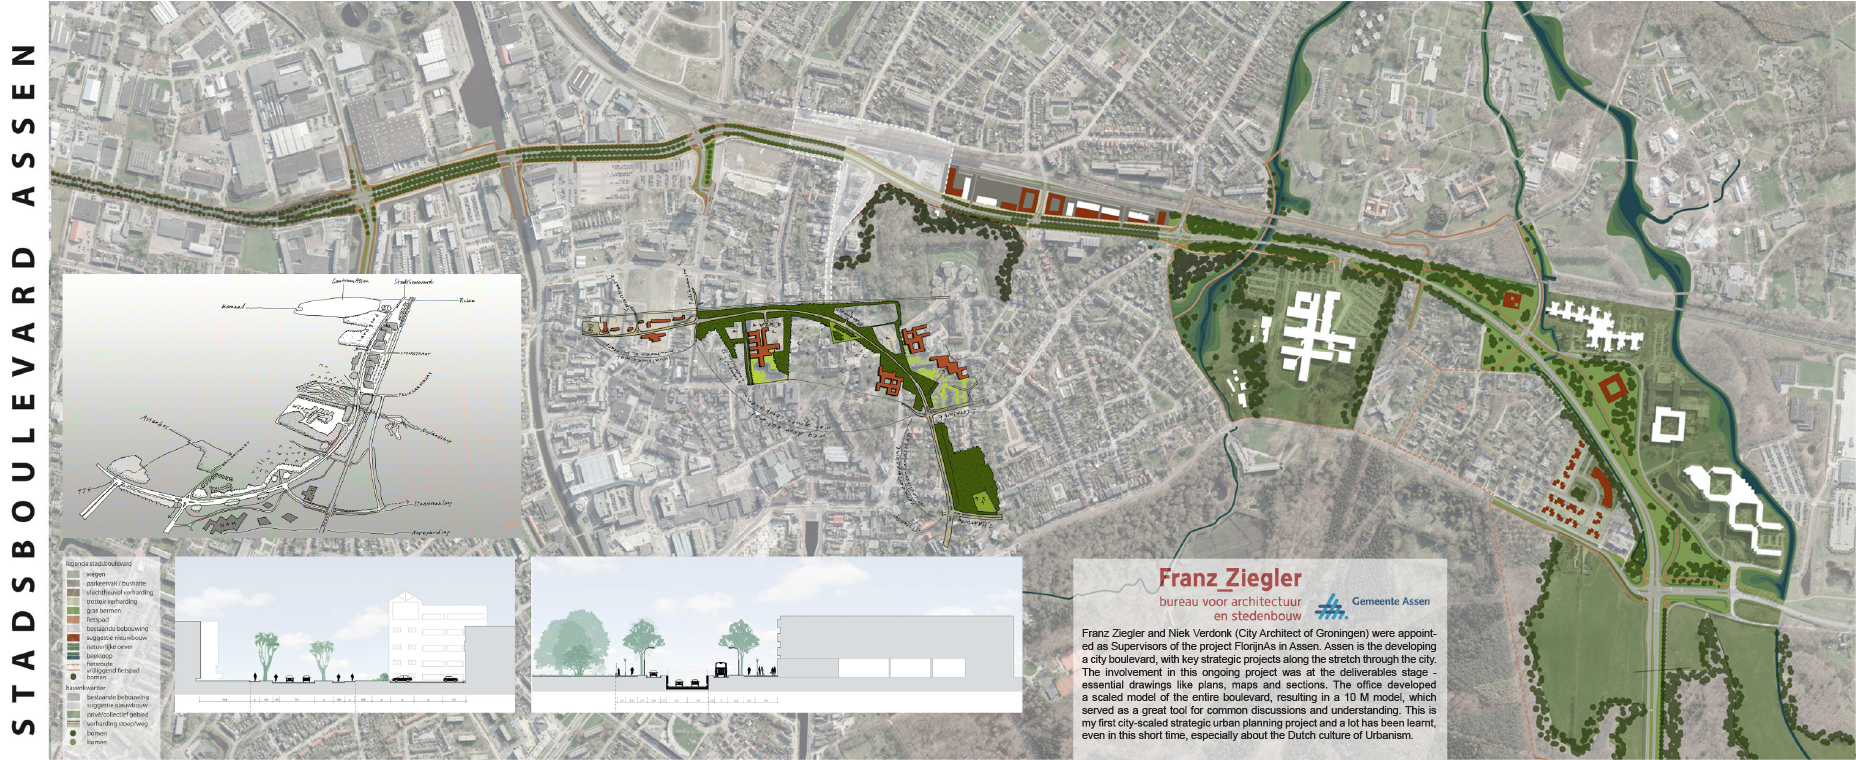 STADSBOULEVARD ASSEN
legenda stadsboulevard
wegen
parkeervak / bushalte
vluchtheuvel verharding
trottoir verharding
gras bermen
fietspad
bestaande bebouwing
suggestie nieuwbouw
natuurlijke oever
beekloop
fietsroute
vrijliggend fietspad
bomen
havenkwartier
bestaande bebouwing
suggestie nieuwbouw
privé/collectief gebied
verharding stoep/weg
bomen
bomen
Franz_Ziegler
bureau voor architectuur
en stedenbouw
Gemeente Assen
Franz Ziegler and Niek Verdonk (City Architect of Groningen) were appoint-
ed as Supervisors of the project FlorijnAs in Assen. Assen is the developing
a city boulevard, with key strategic projects along the stretch through the city.
The involvement in this ongoing project was at the deliverables stage -
essential drawings like plans, maps and sections. The office developed
a scaled model of the entire boulevard, resulting in a 10 M model, which
served as a great tool for common discussions and understanding. This is
my first city-scaled strategic urban planning project and a lot has been learnt,
even in this short time, especially about the Dutch culture of Urbanism.